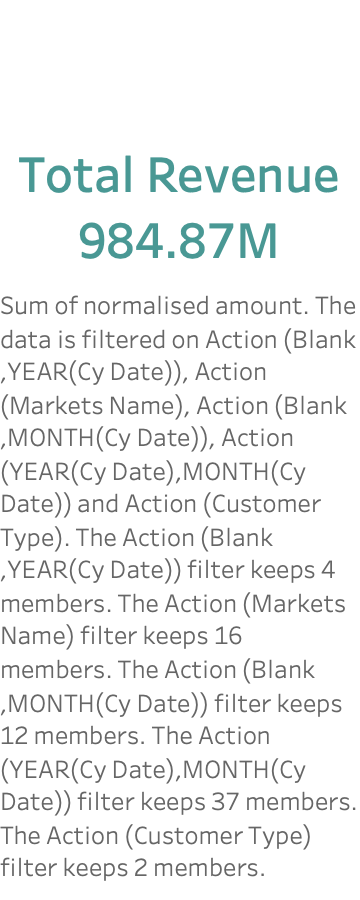 Total Revenue
984.87M
Sum of normalised amount. The
data is filtered on Action (Blank
,YEAR(Cy Date)), Action
(Markets Name), Action (Blank
,MONTH(Cy Date)), Action
(YEAR(Cy Date),MONTH(Cy
Date)) and Action (Customer
Type). The Action (Blank
,YEAR(Cy Date)) filter keeps 4
members. The Action (Markets
Name) filter keeps 16
members. The Action (Blank
,MONTH(Cy Date)) filter keeps
12 members. The Action
(YEAR(Cy Date),MONTH(Cy
Date)) filter keeps 37 members.
The Action (Customer Type)
filter keeps 2 members.